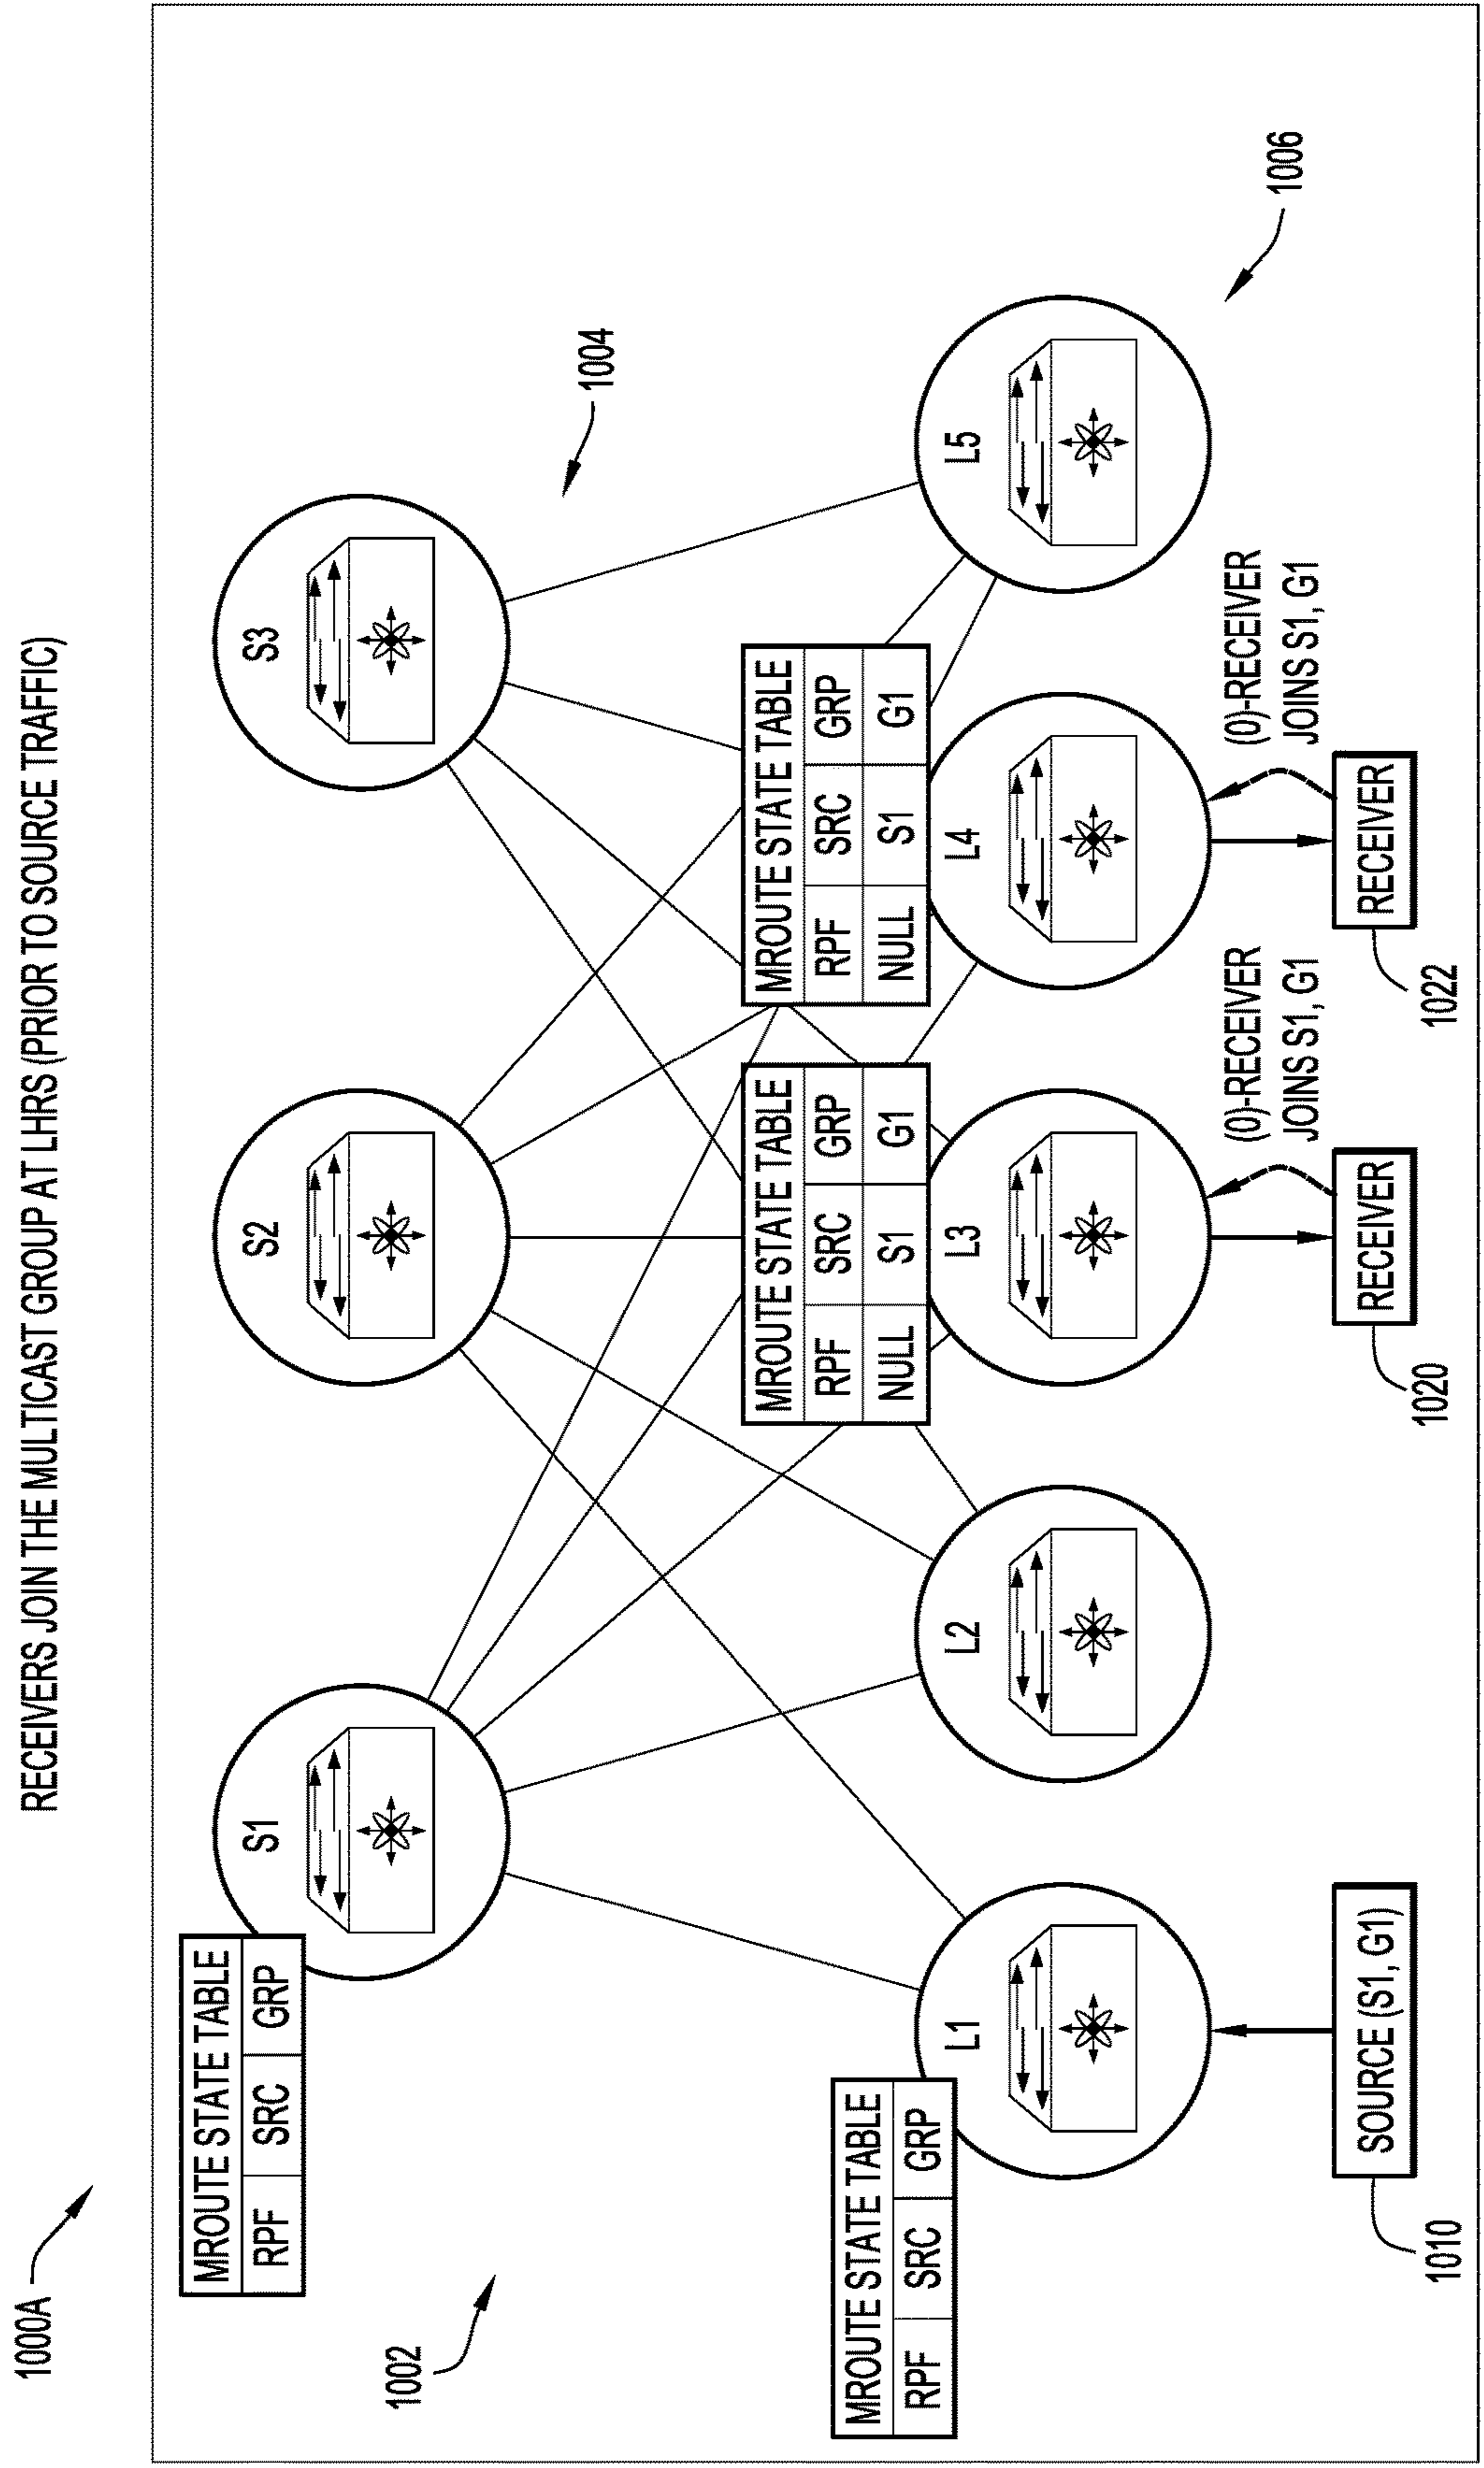 1000A
RECEIVERS JOIN THE MULTICAST GROUP AT LHRS (PRIOR TO SOURCE TRAFFIC)
MROUTE STATE TABLE
RPF SRC GRP
S1
S2
S3
1002
1004
MROUTE STATE TABLE
RPF SRC GRP
MROUTE STATE TABLE
RPF SRC GRP
NULL S1 G1
MROUTE STATE TABLE
RPF SRC GRP
NULL S1 G1
L1
L2
L3
L4
L5
1006
(0)-RECEIVER
JOINS S1, G1
(0)-RECEIVER
JOINS S1, G1
SOURCE (S1, G1)
RECEIVER
RECEIVER
1010
1020
1022